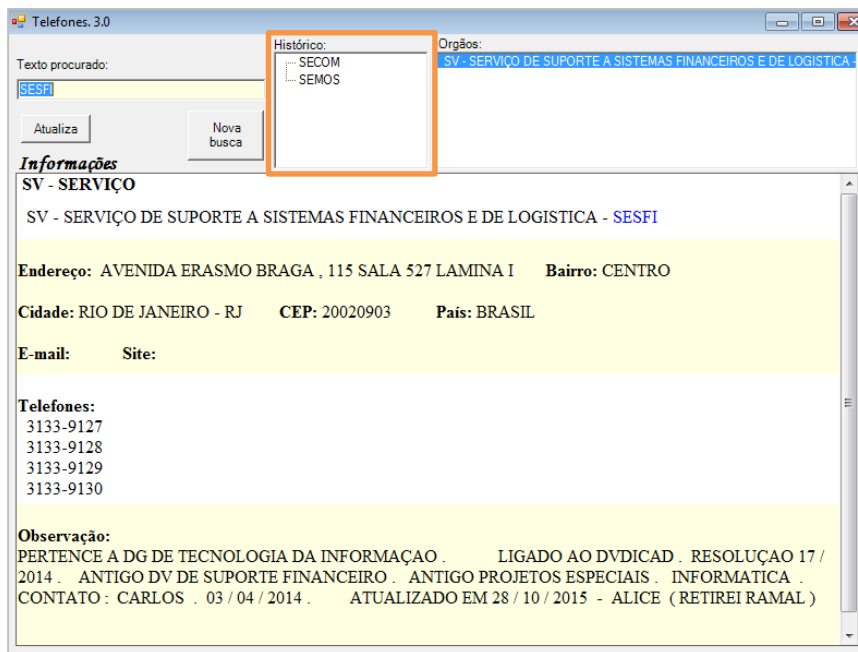 Telefones. 3.0
Texto procurado:
SESFI
Atualiza
Nova
busca
Histórico:
SECOM
SEMOS
Orgãos:
SV - SERVIÇO DE SUPORTE A SISTEMAS FINANCEIROS E DE LOGISTICA -
Informações
SV - SERVIÇO
SV - SERVIÇO DE SUPORTE A SISTEMAS FINANCEIROS E DE LOGISTICA - SESFI
Endereço: AVENIDA ERASMO BRAGA , 115 SALA 527 LAMINA I Bairro: CENTRO
Cidade: RIO DE JANEIRO - RJ CEP: 20020903 País: BRASIL
E-mail: Site:
Telefones:
3133-9127
3133-9128
3133-9129
3133-9130
Observação:
PERTENCE A DG DE TECNOLOGIA DA INFORMAÇAO . LIGADO AO DVDICAD . RESOLUÇAO 17 /
2014 . ANTIGO DV DE SUPORTE FINANCEIRO . ANTIGO PROJETOS ESPECIAIS . INFORMATICA .
CONTATO : CARLOS . 03 / 04 / 2014 . ATUALIZADO EM 28 / 10 / 2015 - ALICE ( RETIREI RAMAL )